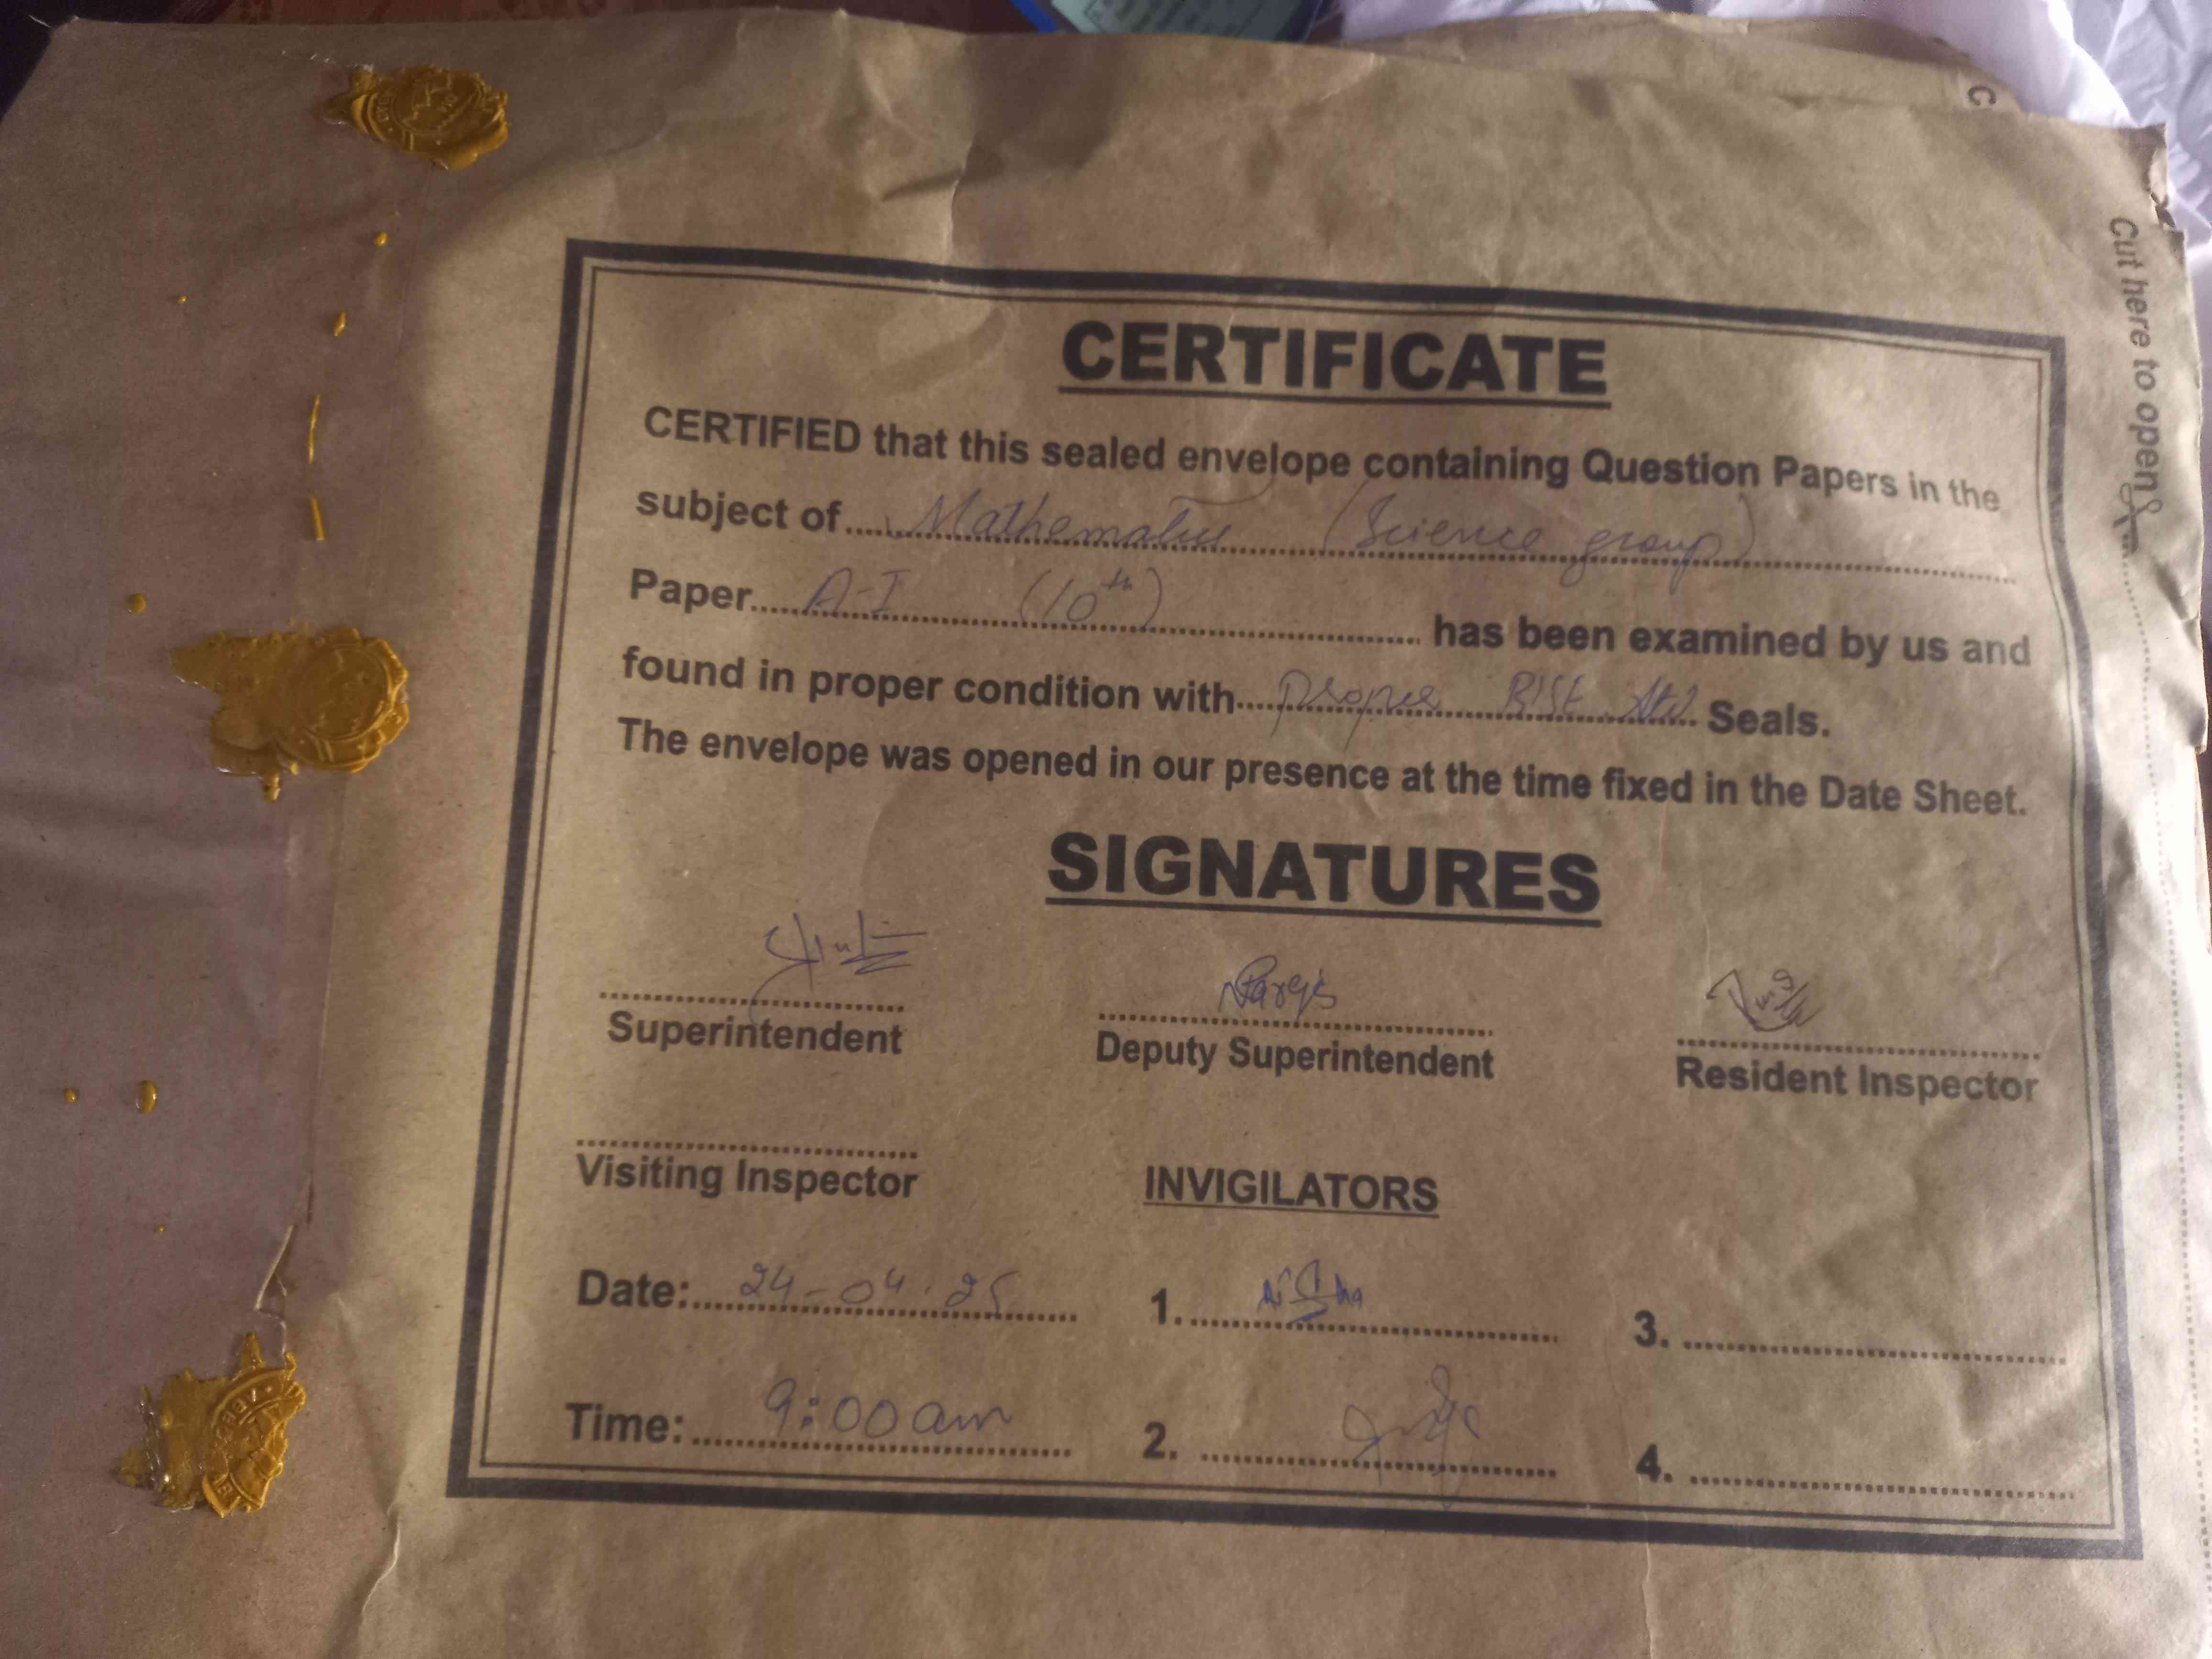 C
Cut here to open
CERTIFICATE
CERTIFIED that this sealed envelope containing Question Papers in the
subject of.....Mathematics (Science group)
Paper.....A-I (10th)..... has been examined by us and
found in proper condition with.....proper BISE..... Seals.
The envelope was opened in our presence at the time fixed in the Date Sheet.
SIGNATURES
Nargis
Superintendent Deputy Superintendent Resident Inspector
Visiting Inspector INVIGILATORS
Date:.....24-04.25..... 1......Nisha..... 3. .....
Time:.....9:00am..... 2. ..... 4. .....